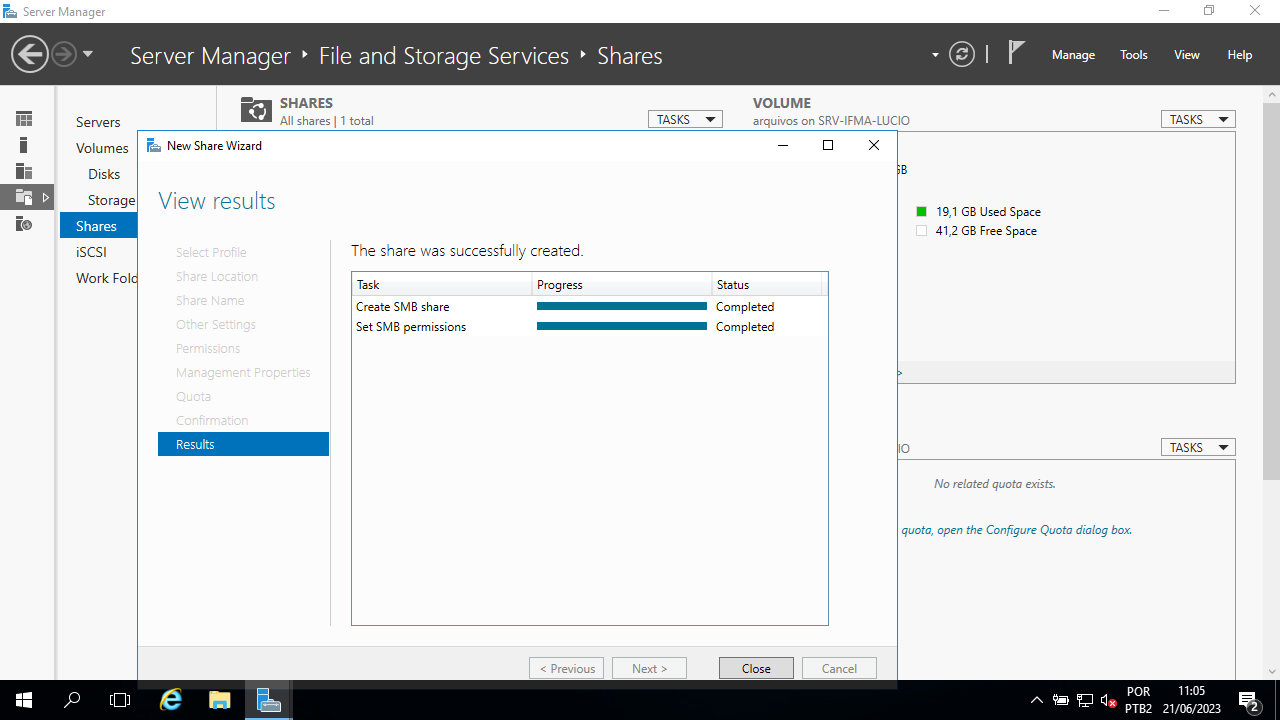 Server Manager
Server Manager ‣ File and Storage Services ‣ Shares
Manage Tools View Help
Servers
Volumes
Disks
Storage
Shares
iSCSI
Work Fold
SHARES
All shares | 1 total
TASKS
VOLUME
arquivos on SRV-IFMA-LUCIO
TASKS
New Share Wizard
View results
Select Profile
Share Location
Share Name
Other Settings
Permissions
Management Properties
Quota
Confirmation
Results
The share was successfully created.
Task Progress Status
Create SMB share Completed
Set SMB permissions Completed
< Previous Next > Close Cancel
GB
19,1 GB Used Space
41,2 GB Free Space
>
IO
TASKS
No related quota exists.
quota, open the Configure Quota dialog box.
POR
PTB2
11:05
21/06/2023
2